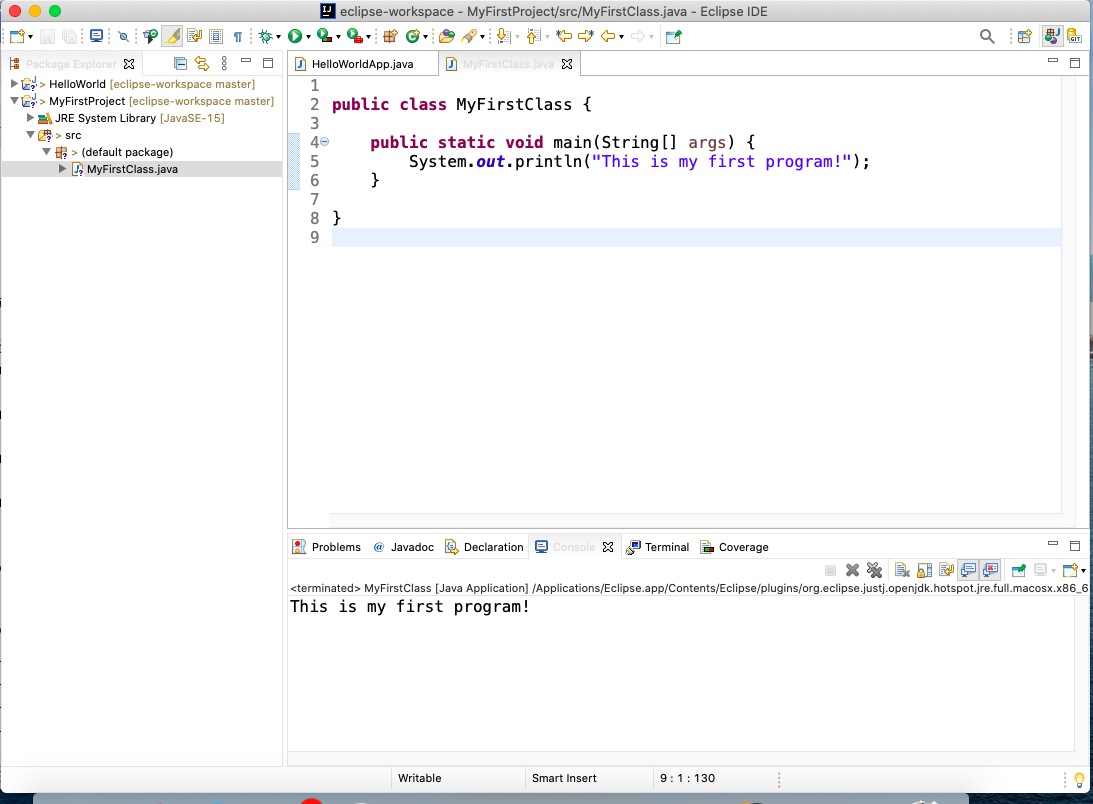 eclipse-workspace - MyFirstProject/src/MyFirstClass.java - Eclipse IDE
Package Explorer
HelloWorldApp.java
MyFirstClass.java
> HelloWorld [eclipse-workspace master]
> MyFirstProject [eclipse-workspace master]
JRE System Library [JavaSE-15]
> src
> (default package)
MyFirstClass.java
1
2 public class MyFirstClass {
3
4 public static void main(String[] args) {
5 System.out.println("This is my first program!");
6 }
7
8 }
9
Problems @ Javadoc Declaration Console Terminal Coverage
<terminated> MyFirstClass [Java Application] /Applications/Eclipse.app/Contents/Eclipse/plugins/org.eclipse.justj.openjdk.hotspot.jre.full.macosx.x86_6
This is my first program!
Writable Smart Insert 9 : 1 : 130